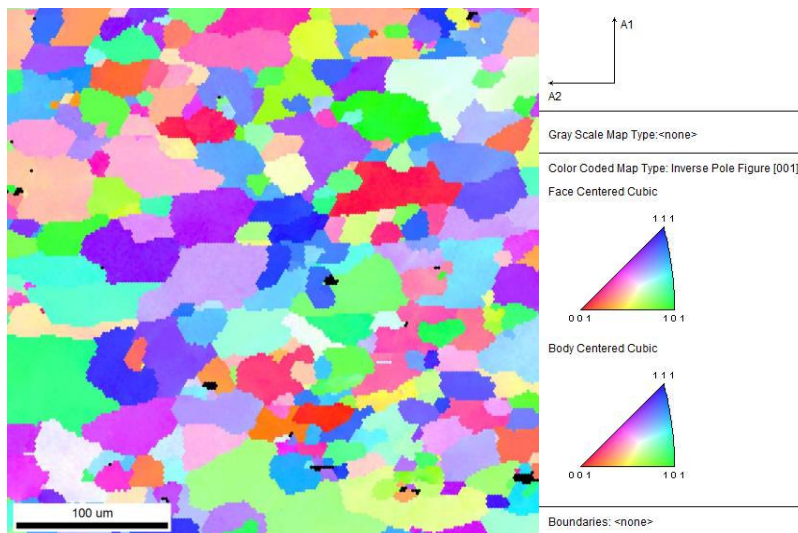 A1
A2
Gray Scale Map Type:<none>
Color Coded Map Type: Inverse Pole Figure [001]
Face Centered Cubic
1 1 1
0 0 1
1 0 1
Body Centered Cubic
1 1 1
0 0 1
1 0 1
100 um
Boundaries: <none>